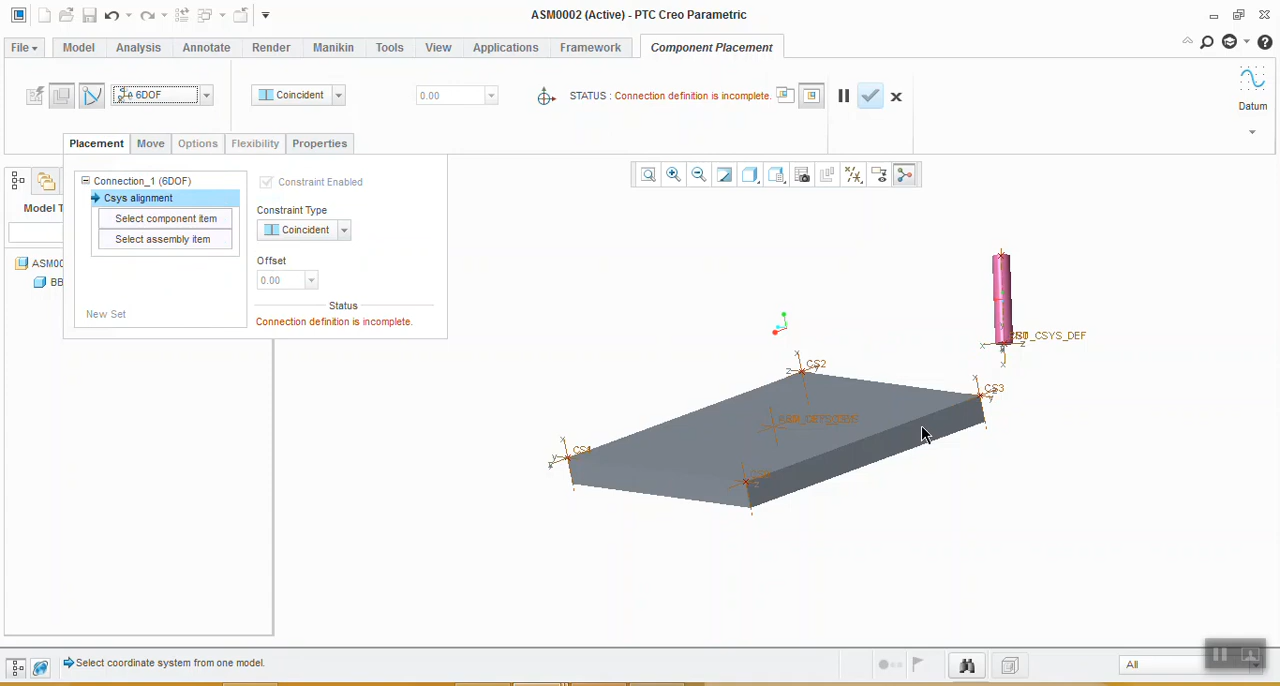 ASM0002 (Active) - PTC Creo Parametric
File Model Analysis Annotate Render Manikin Tools View Applications Framework Component Placement
6DOF Coincident 0.00 STATUS : Connection definition is incomplete.
Datum
Placement Move Options Flexibility Properties
Connection_1 (6DOF)
Csys alignment
Select component item
Select assembly item
New Set
Constraint Enabled
Constraint Type
Coincident
Offset
0.00
Status
Connection definition is incomplete.
Model T
ASM00
BB
CS2
CS3
Select coordinate system from one model.
All